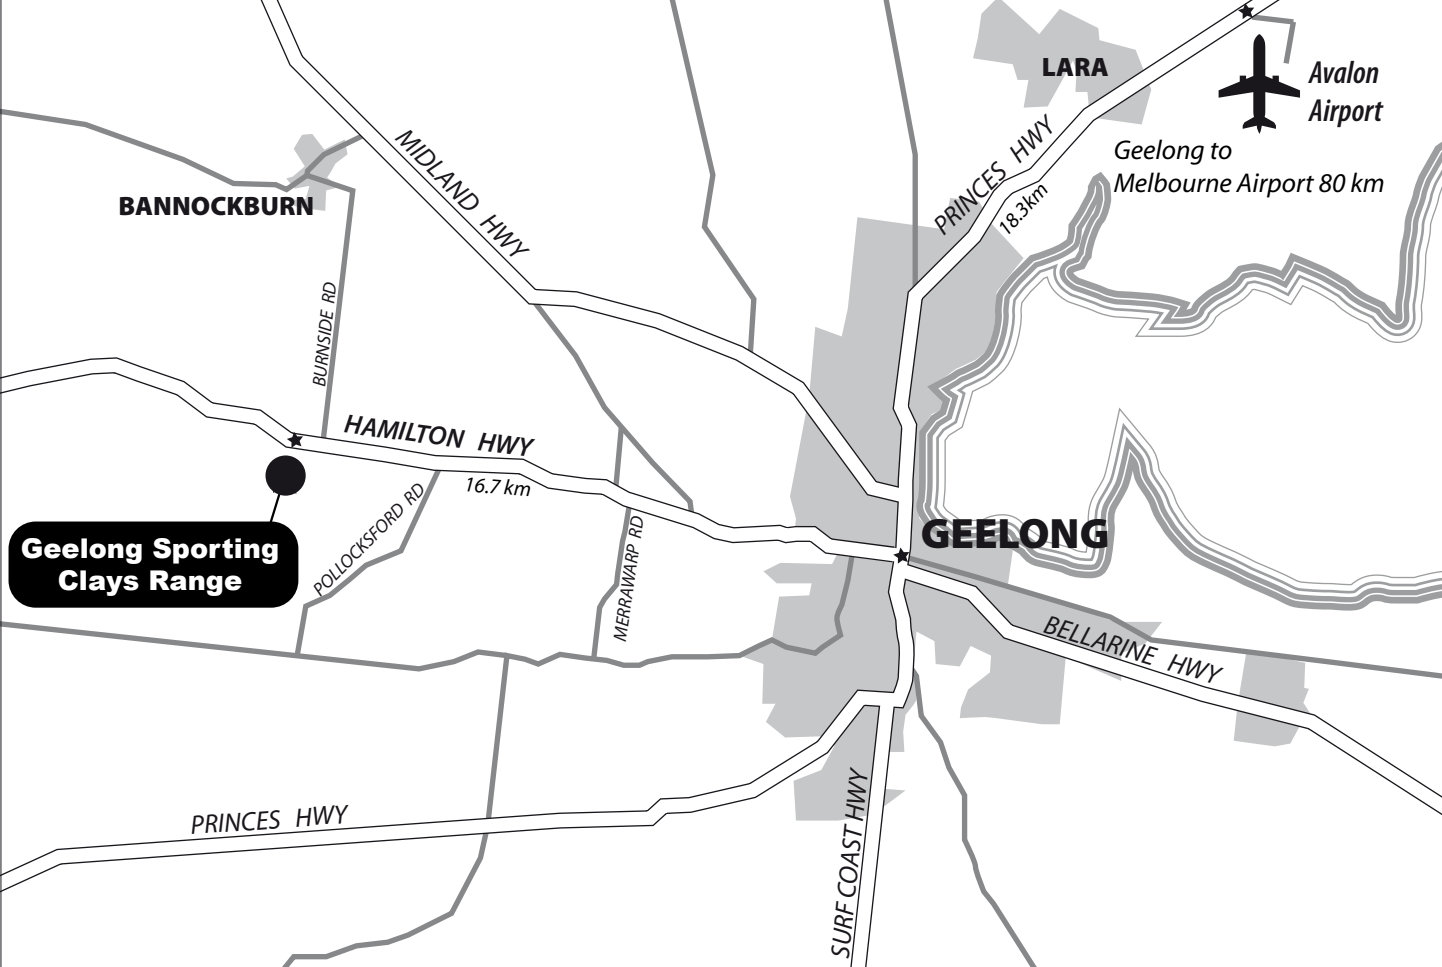 LARA
Avalon
Airport
PRINCES HWY
18.3km
Geelong to
Melbourne Airport 80 km
MIDLAND HWY
BANNOCKBURN
BURNSIDE RD
HAMILTON HWY
16.7 km
POLLOCKSFORD RD
MERRAWARP RD
GEELONG
Geelong Sporting
Clays Range
BELLARINE HWY
PRINCES HWY
SURF COAST HWY